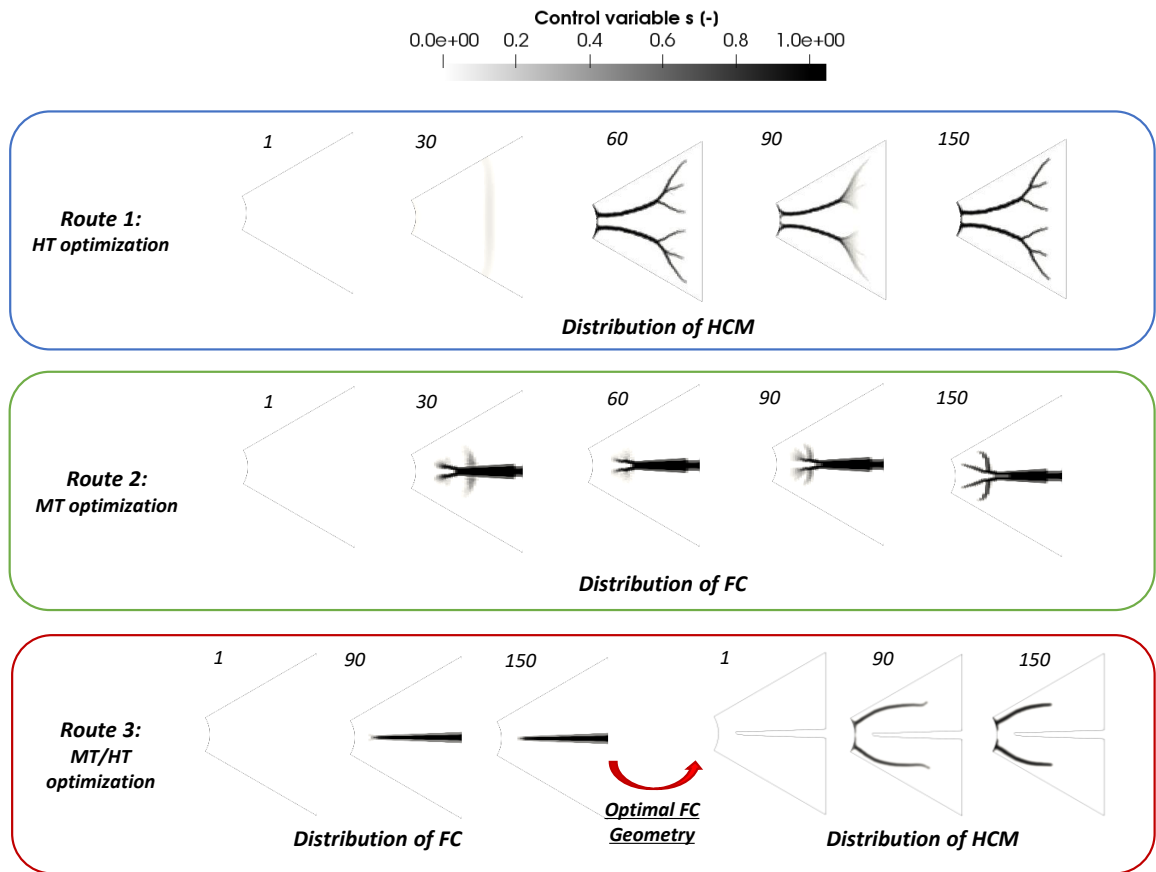 Control variable s (-)
0.0e+00 0.2 0.4 0.6 0.8 1.0e+00
1 30 60 90 150
Route 1:
HT optimization
Distribution of HCM
1 30 60 90 150
Route 2:
MT optimization
Distribution of FC
1 90 150 1 90 150
Route 3:
MT/HT
optimization
Optimal FC
Geometry
Distribution of FC Distribution of HCM